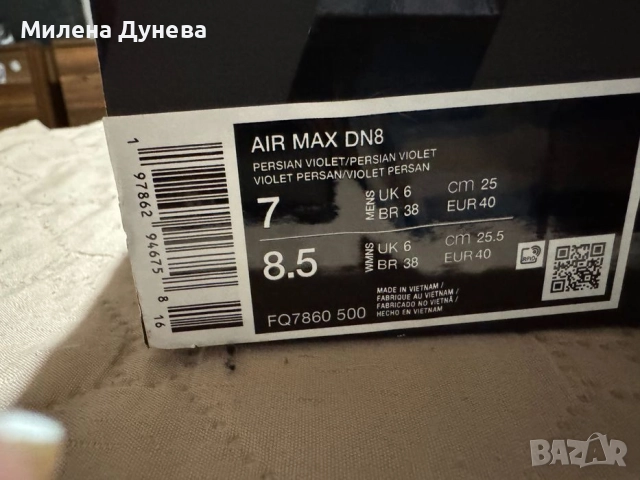 Милена Дунева
AIR MAX DN8
PERSIAN VIOLET/PERSIAN VIOLET
VIOLET PERSAN/VIOLET PERSAN
7 MENS UK 6 cm 25
BR 38 EUR 40
8.5 WMNS UK 6 cm 25.5
BR 38 EUR 40
RFID
MADE IN VIETNAM /
FABRIQUE AU VIETNAM /
FABRICADO NO VIETNÃ /
HECHO EN VIETNAM
FQ7860 500
1 97862 94675 8 16
BAZAR